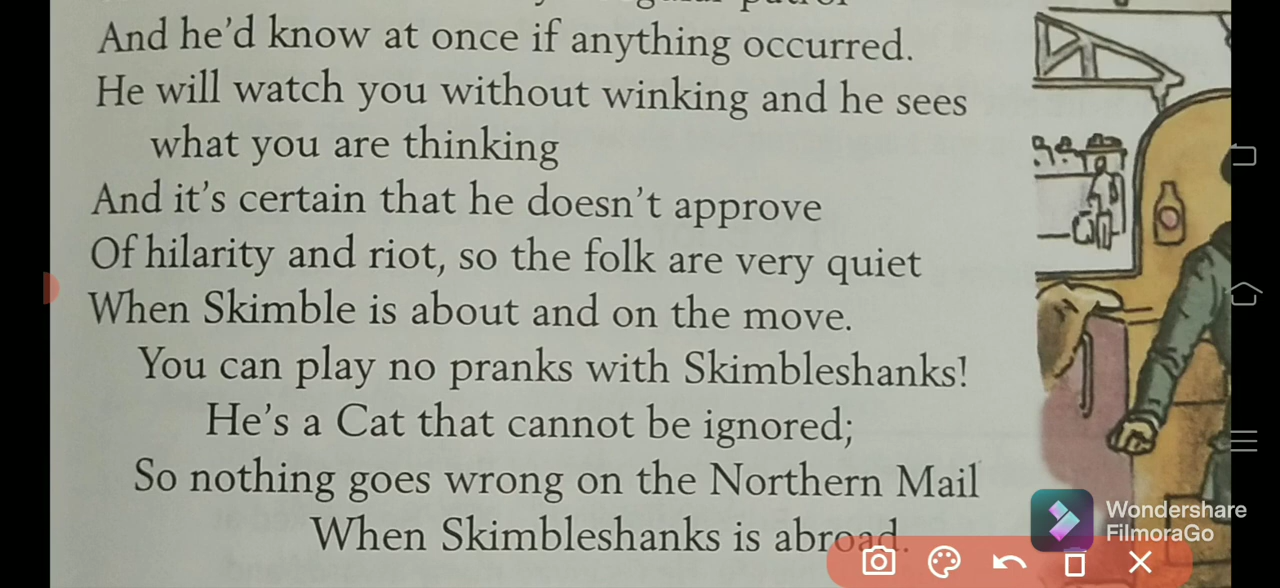 And he'd know at once if anything occurred.
He will watch you without winking and he sees
what you are thinking
And it's certain that he doesn't approve
Of hilarity and riot, so the folk are very quiet
When Skimble is about and on the move.
You can play no pranks with Skimbleshanks!
He's a Cat that cannot be ignored;
So nothing goes wrong on the Northern Mail
When Skimbleshanks is abroad.
Wondershare
FilmoraGo